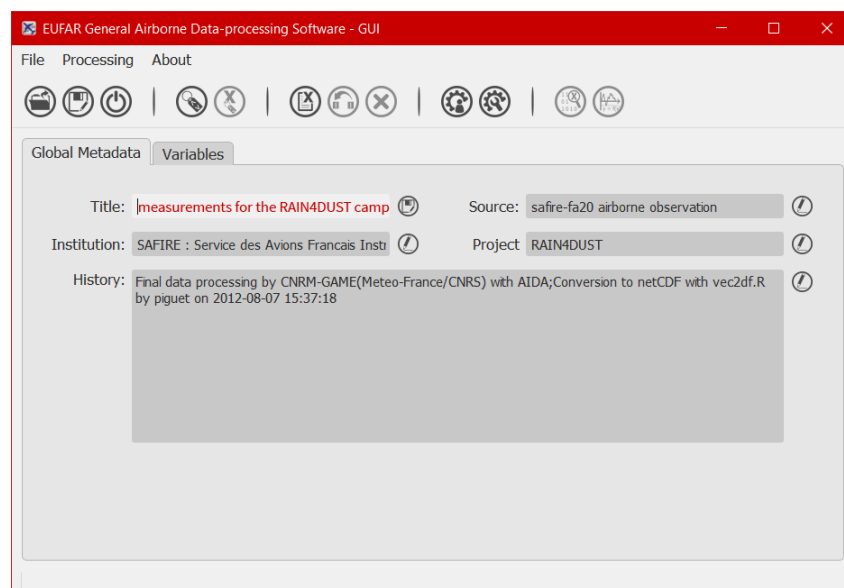 EUFAR General Airborne Data-processing Software - GUI
File Processing About
Global Metadata Variables
Title: measurements for the RAIN4DUST camp Source: safire-fa20 airborne observation
Institution: SAFIRE : Service des Avions Francais Instr Project RAIN4DUST
History: Final data processing by CNRM-GAME(Meteo-France/CNRS) with AIDA;Conversion to netCDF with vec2df.R
by piguet on 2012-08-07 15:37:18